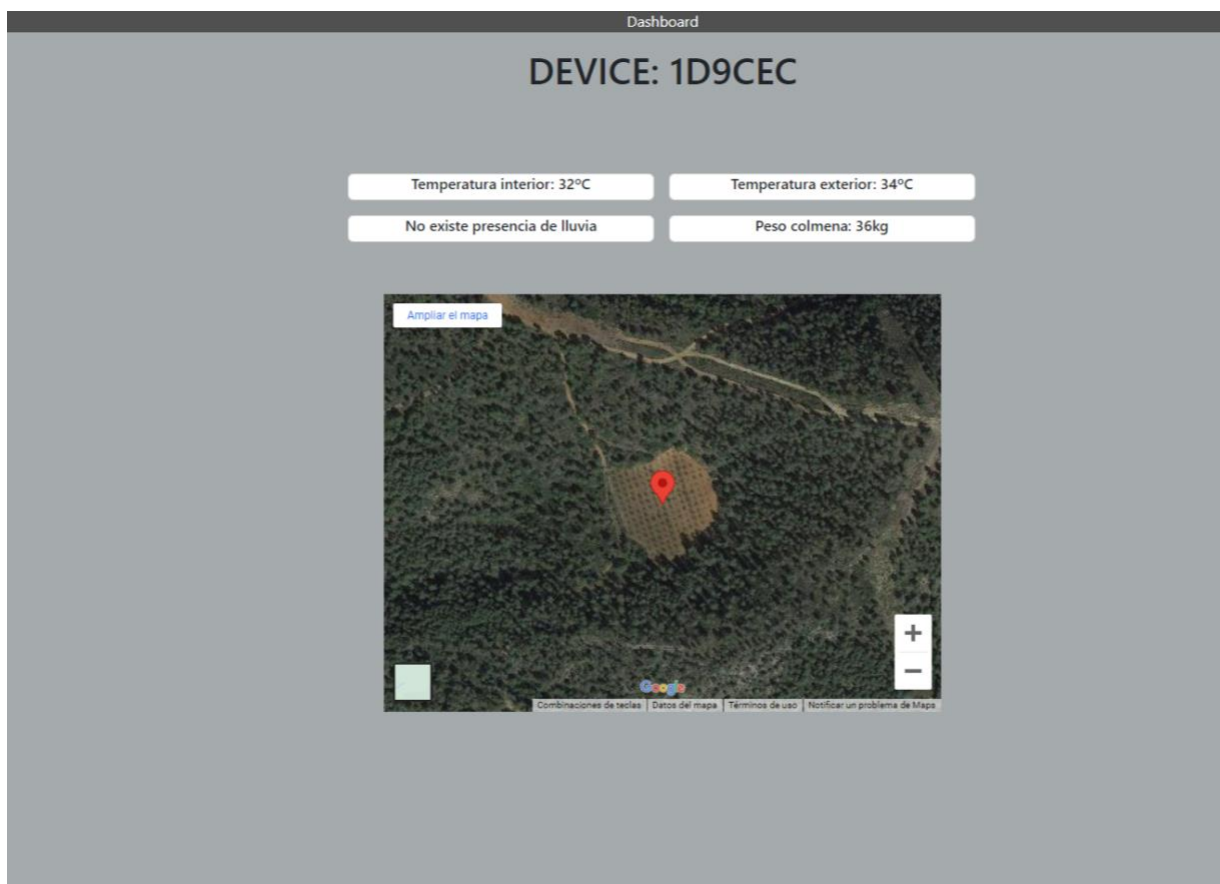 Dashboard
DEVICE: 1D9CEC
Temperatura interior: 32ºC
Temperatura exterior: 34ºC
No existe presencia de lluvia
Peso colmena: 36kg
Ampliar el mapa
+
−
Google
Combinaciones de teclas
Datos del mapa
Términos de uso
Notificar un problema de Maps